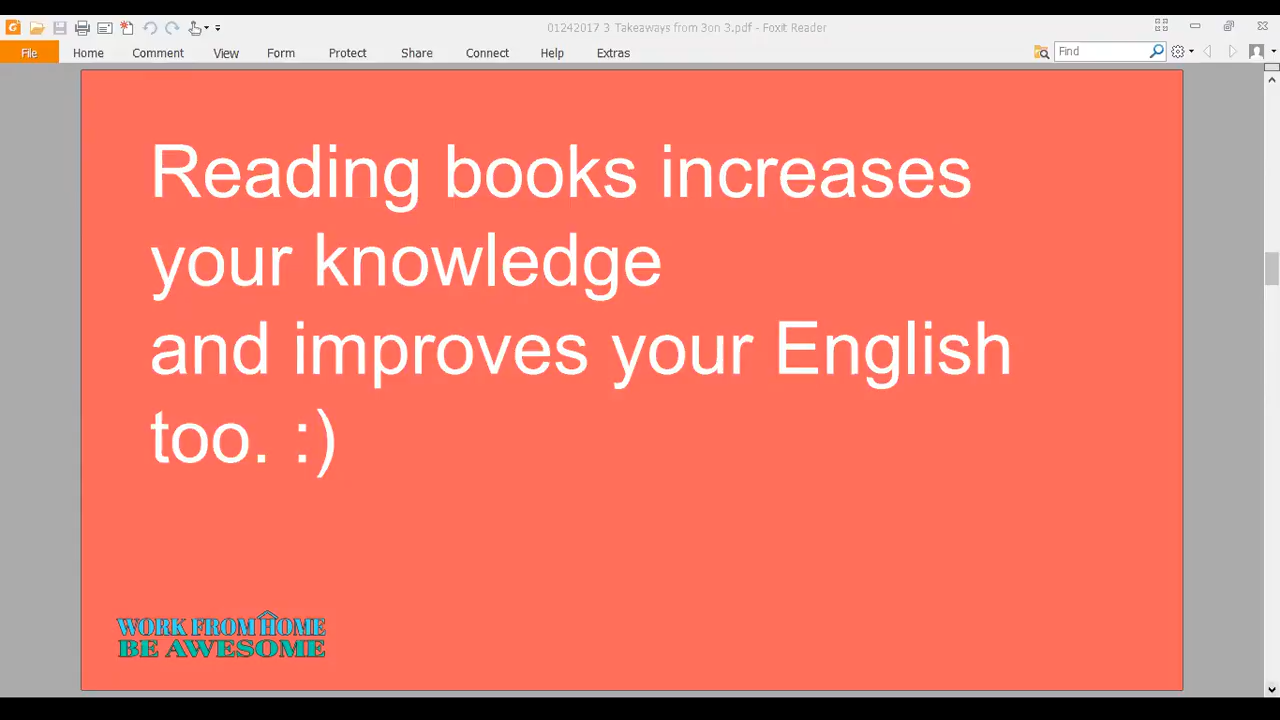 01242017 3 Takeaways from 3on 3.pdf - Foxit Reader
File Home Comment View Form Protect Share Connect Help Extras Find
Reading books increases
your knowledge
and improves your English
too. :)
WORK FROM HOME
BE AWESOME